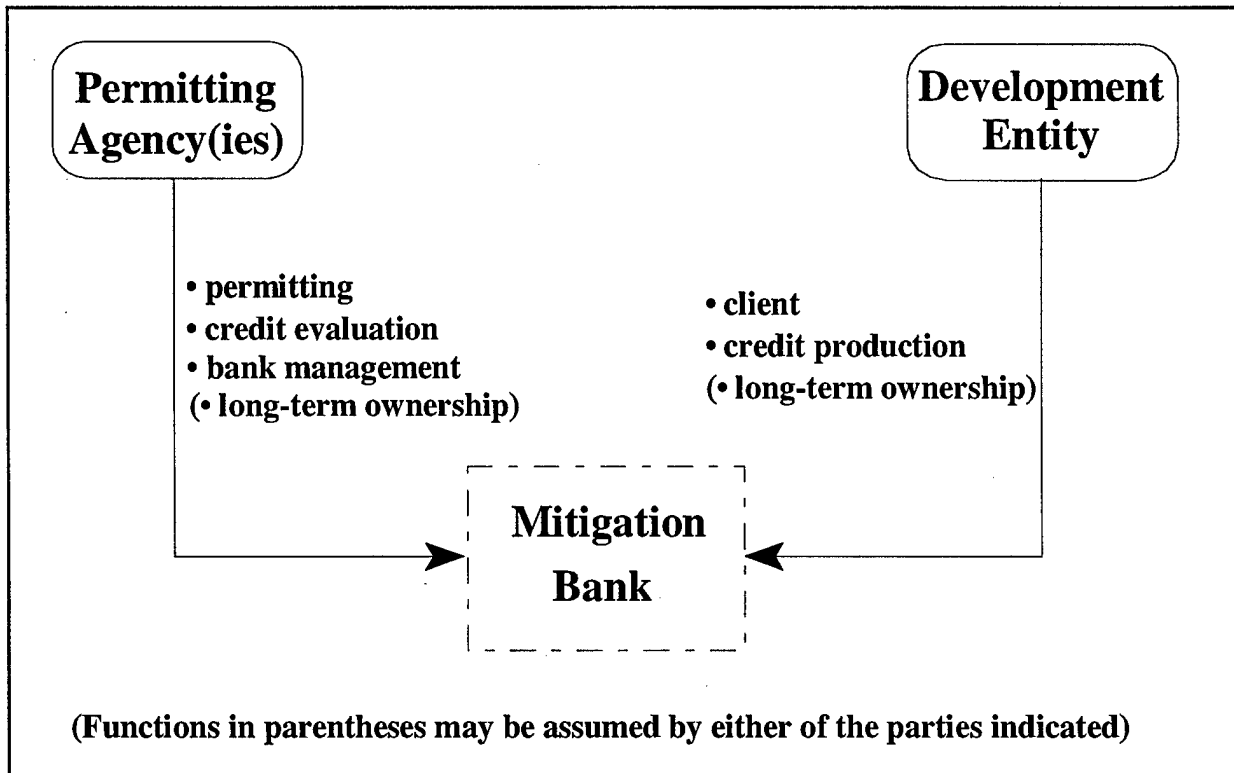 Permitting
Agency(ies)
Development
Entity
• permitting
• credit evaluation
• bank management
(• long-term ownership)
• client
• credit production
(• long-term ownership)
Mitigation
Bank
(Functions in parentheses may be assumed by either of the parties indicated)